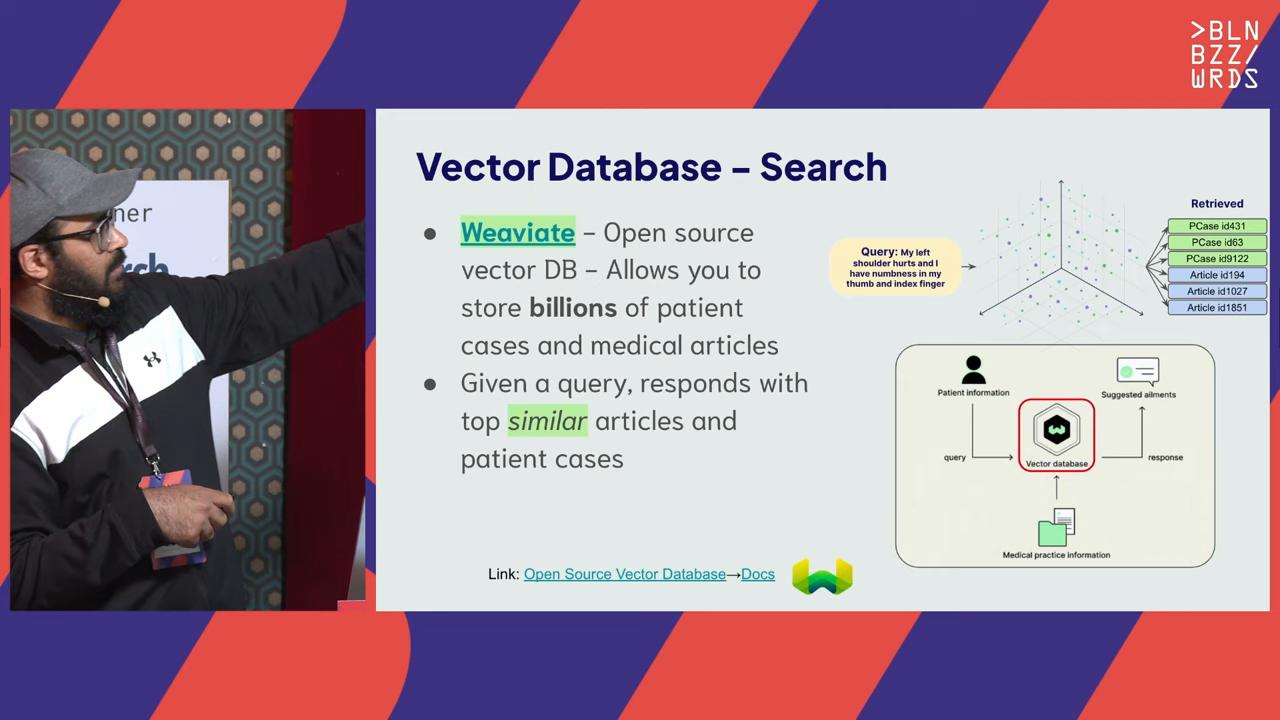 >BLN
BZZ/
WRDS
ner
rch
Vector Database – Search
● Weaviate – Open source
vector DB – Allows you to
store billions of patient
cases and medical articles
● Given a query, responds with
top similar articles and
patient cases
Link: Open Source Vector Database→Docs
Query: My left
shoulder hurts and I
have numbness in my
thumb and index finger
Retrieved
PCase id431
PCase id63
PCase id9122
Article id194
Article id1027
Article id1851
Patient information
Suggested ailments
query
Vector database
response
Medical practice information